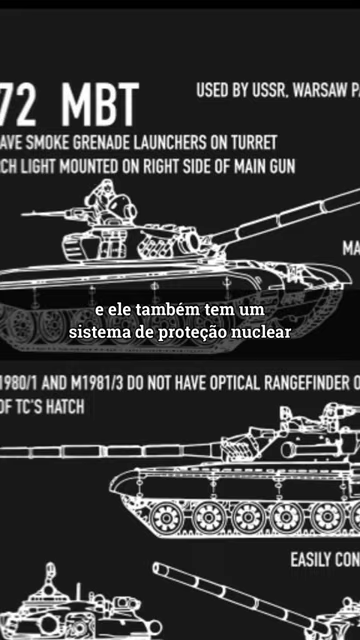 72 MBT
USED BY USSR, WARSAW PA
AVE SMOKE GRENADE LAUNCHERS ON TURRET
RCH LIGHT MOUNTED ON RIGHT SIDE OF MAIN GUN
MA
e ele também tem um
sistema de proteção nuclear
1980/1 AND M1981/3 DO NOT HAVE OPTICAL RANGEFINDER O
OF TC'S HATCH
EASILY CON